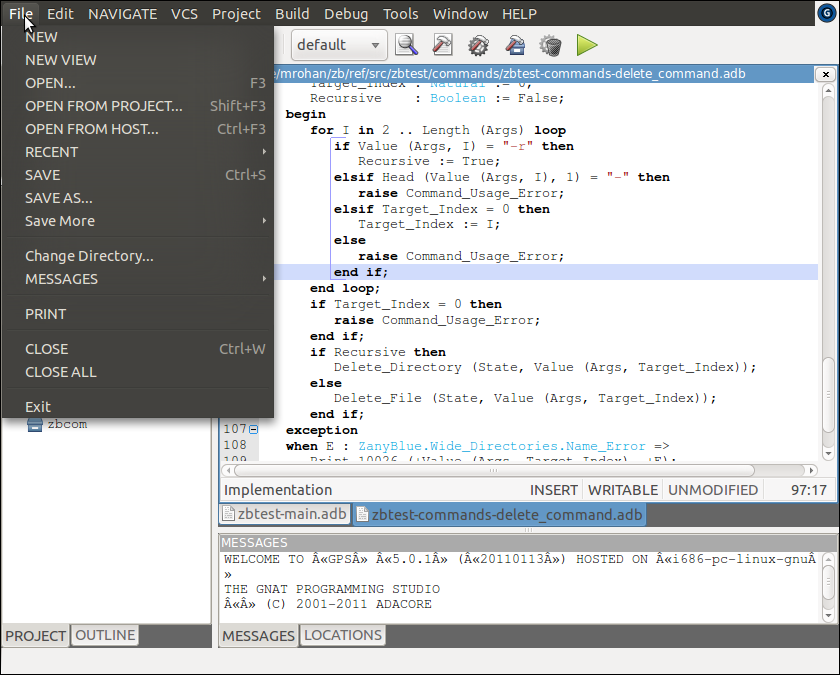 File Edit NAVIGATE VCS Project Build Debug Tools Window HELP
NEW
NEW VIEW
OPEN... F3
OPEN FROM PROJECT... Shift+F3
OPEN FROM HOST... Ctrl+F3
RECENT
SAVE Ctrl+S
SAVE AS...
Save More
Change Directory...
MESSAGES
PRINT
CLOSE Ctrl+W
CLOSE ALL
Exit
zbcom
PROJECT OUTLINE
default
e/mrohan/zb/ref/src/zbtest/commands/zbtest-commands-delete_command.adb
Target_Index : Natural := 0;
Recursive : Boolean := False;
begin
for I in 2 .. Length (Args) loop
if Value (Args, I) = "-r" then
Recursive := True;
elsif Head (Value (Args, I), 1) = "-" then
raise Command_Usage_Error;
elsif Target_Index = 0 then
Target_Index := I;
else
raise Command_Usage_Error;
end if;
end loop;
if Target_Index = 0 then
raise Command_Usage_Error;
end if;
if Recursive then
Delete_Directory (State, Value (Args, Target_Index));
else
Delete_File (State, Value (Args, Target_Index));
end if;
107 exception
108 when E : ZanyBlue.Wide_Directories.Name_Error =>
109 Print_10026 (+Value (Args, Target_Index), +E);
Implementation INSERT WRITABLE UNMODIFIED 97:17
zbtest-main.adb zbtest-commands-delete_command.adb
MESSAGES
WELCOME TO Â«GPSÂ» Â«5.0.1Â» (Â«20110113Â») HOSTED ON Â«i686-pc-linux-gnuÂ
»
THE GNAT PROGRAMMING STUDIO
Â«Â» (C) 2001-2011 ADACORE
MESSAGES LOCATIONS